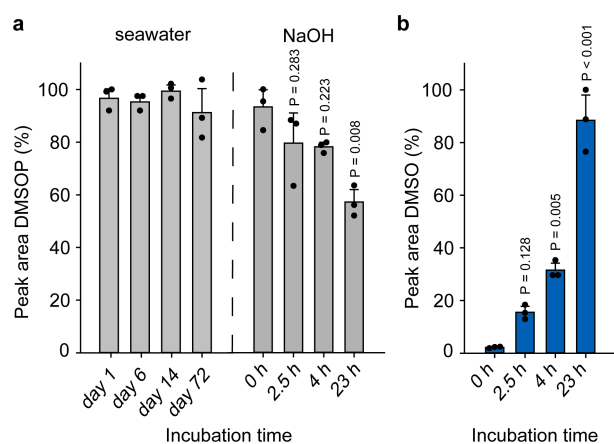 a
seawater
NaOH
Peak area DMSOP (%)
100
80
60
40
20
0
P = 0.283
P = 0.223
P = 0.008
day 1
day 6
day 14
day 72
0 h
2.5 h
4 h
23 h
Incubation time
b
Peak area DMSO (%)
100
80
60
40
20
0
P = 0.128
P = 0.005
P < 0.001
0 h
2.5 h
4 h
23 h
Incubation time